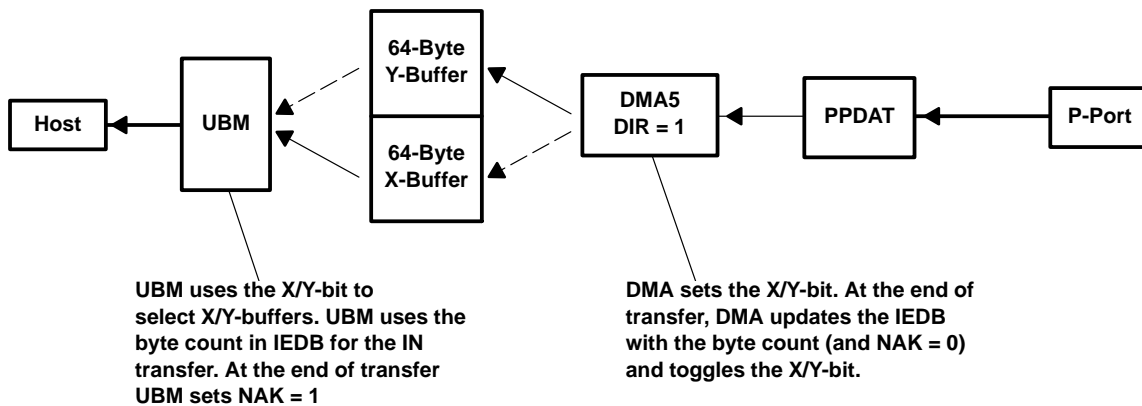 64-Byte
Y-Buffer
64-Byte
X-Buffer
Host
UBM
DMA5
DIR = 1
PPDAT
P-Port
UBM uses the X/Y-bit to
select X/Y-buffers. UBM uses the
byte count in IEDB for the IN
transfer. At the end of transfer
UBM sets NAK = 1
DMA sets the X/Y-bit. At the end of
transfer, DMA updates the IEDB
with the byte count (and NAK = 0)
and toggles the X/Y-bit.